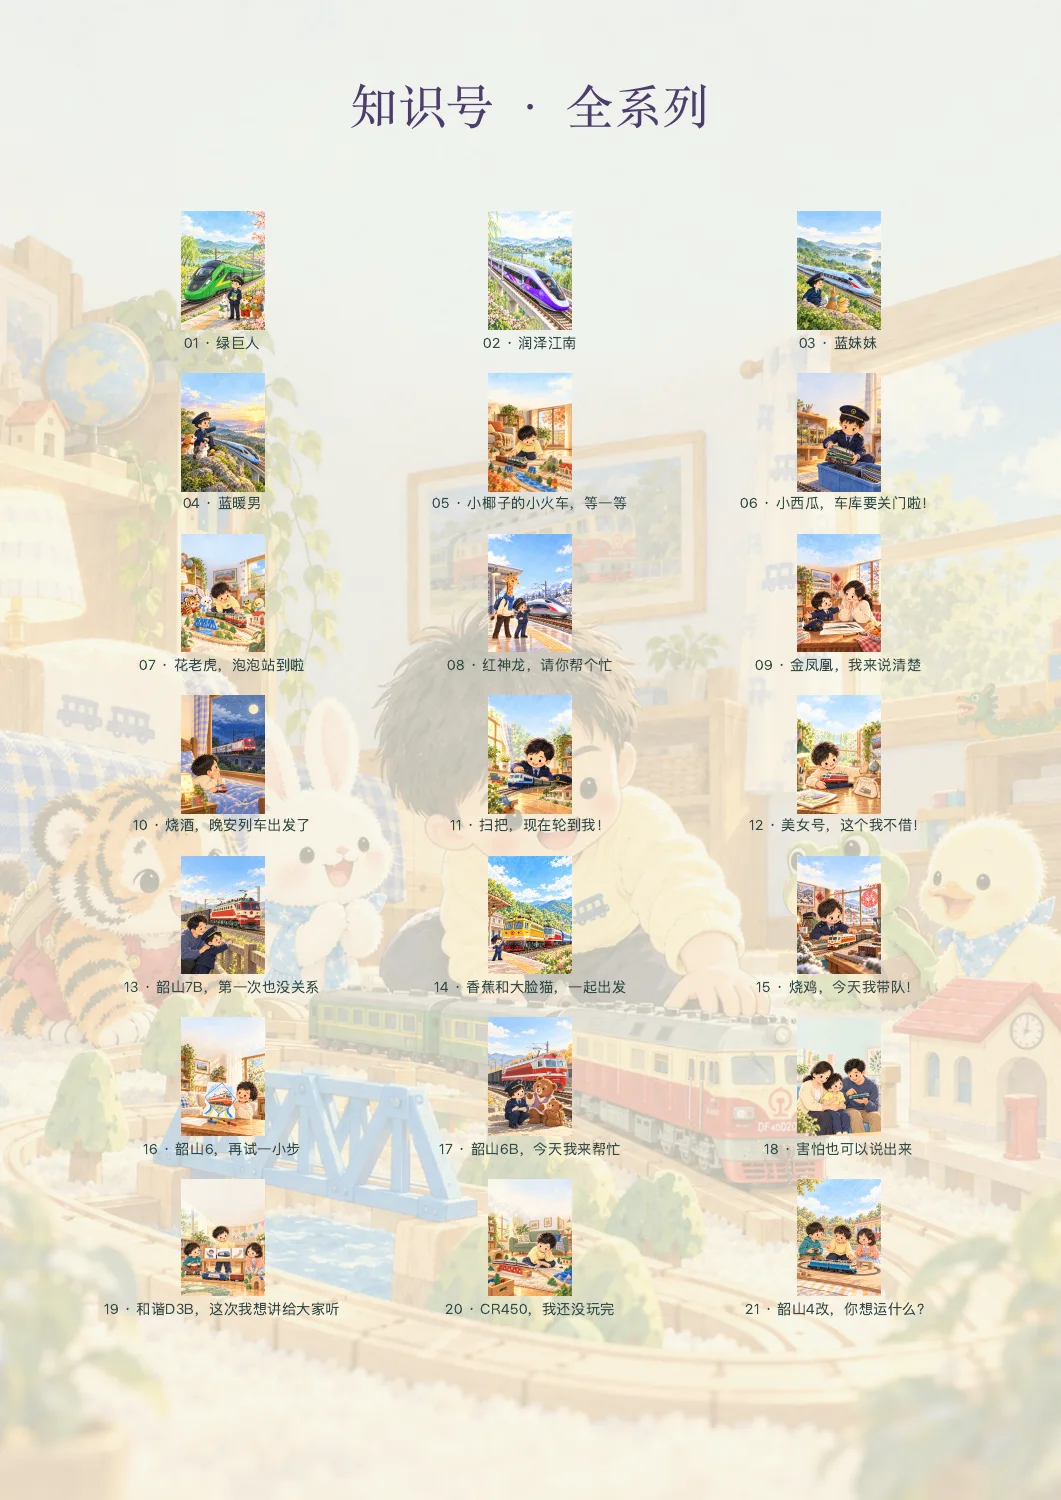 知识号 · 全系列
01 · 绿巨人
02 · 润泽江南
03 · 蓝妹妹
04 · 蓝暖男
05 · 小椰子的小火车，等一等
06 · 小西瓜，车库要关门啦！
07 · 花老虎，泡泡站到啦
08 · 红神龙，请你帮个忙
09 · 金凤凰，我来说清楚
10 · 烧酒，晚安列车出发了
11 · 扫把，现在轮到我！
12 · 美女号，这个我不借！
13 · 韶山7B，第一次也没关系
14 · 香蕉和大脸猫，一起出发
15 · 烧鸡，今天我带队！
16 · 韶山6，再试一小步
17 · 韶山6B，今天我来帮忙
18 · 害怕也可以说出来
19 · 和谐D3B，这次我想讲给大家听
20 · CR450，我还没玩完
21 · 韶山4改，你想运什么？